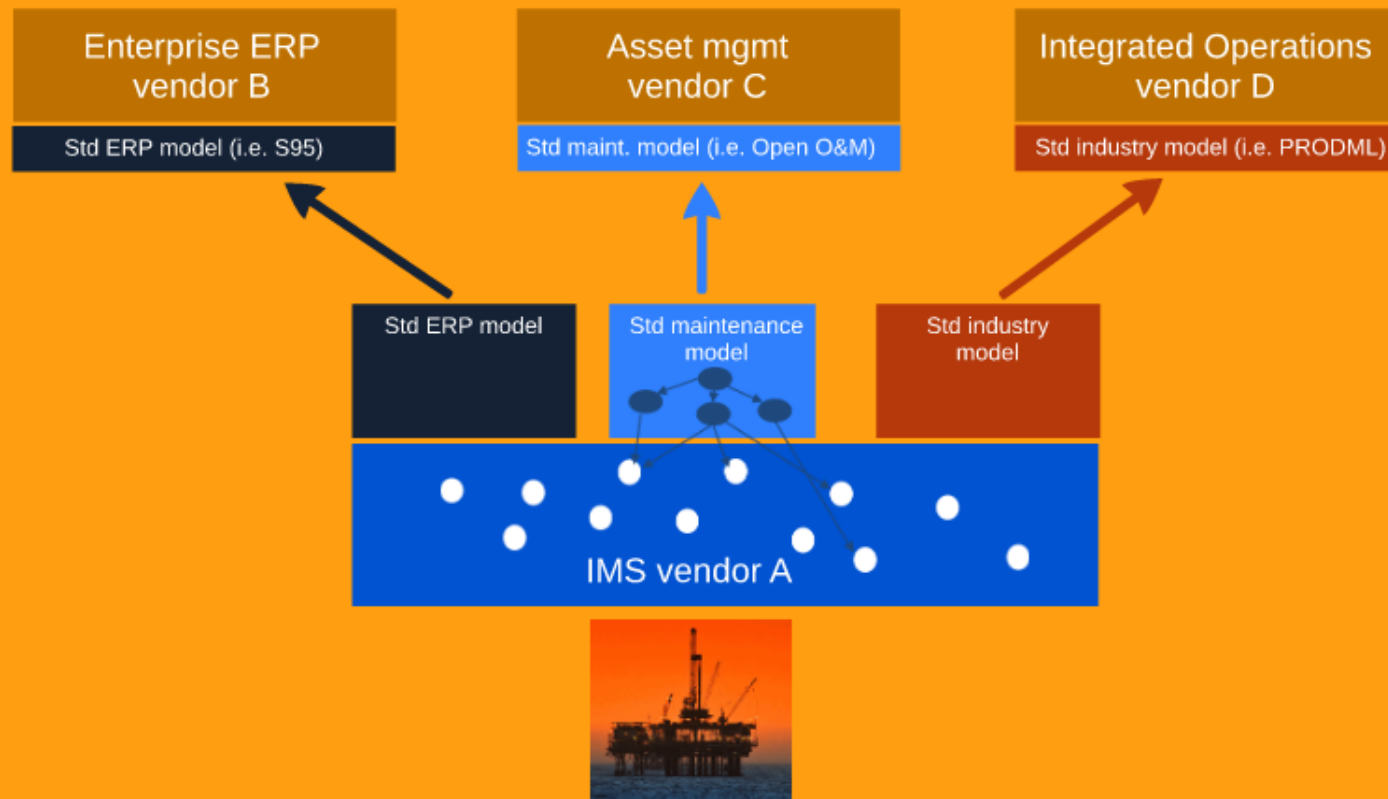 Enterprise ERP
vendor B
Asset mgmt
vendor C
Integrated Operations
vendor D
Std ERP model (i.e. S95)
Std maint. model (i.e. Open O&M)
Std industry model (i.e. PRODML)
Std ERP model
Std maintenance
model
Std industry
model
IMS vendor A